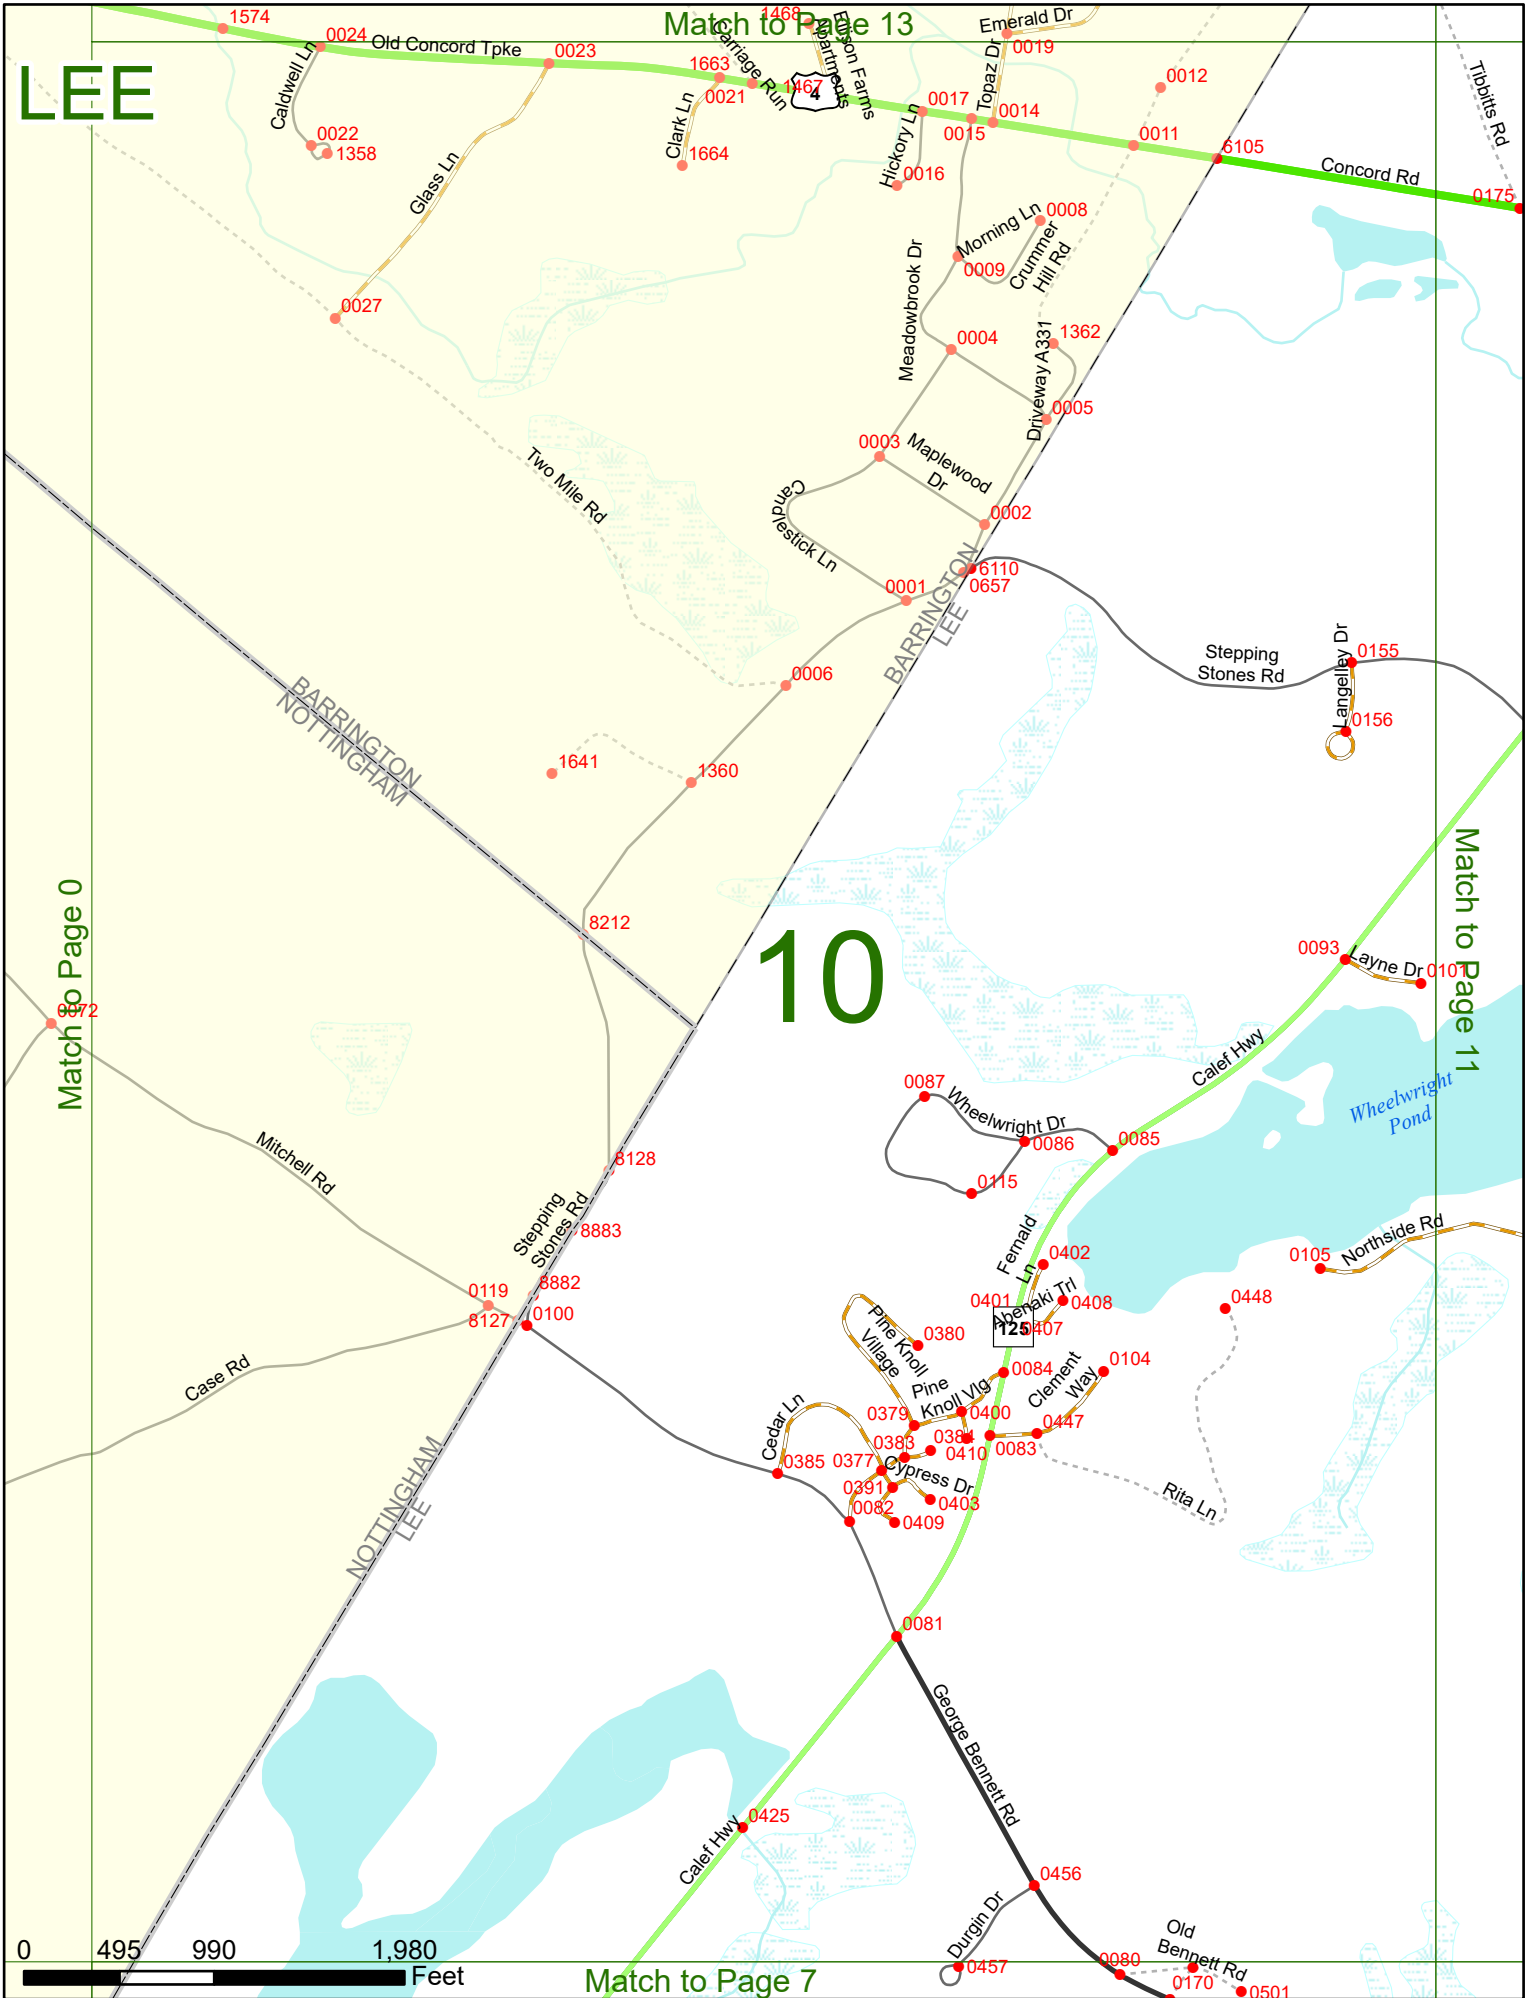 1574
1468
Match to Page 13
Emerald Dr
0024
Old Concord Tpke
0023
Carriage Run
Ellison Farms
Apartments
0019
LEE
Caldwell Ln
1663
0021
1467
4
Topaz Dr
0012
Tibbitts Rd
0017
0015
0014
0011
6105
Concord Rd
0175
0022
1358
Glass Ln
Clark Ln
1664
Hickory Ln
0016
Morning Ln
0008
0009
Crummer
Hill Rd
0027
Meadowbrook Dr
0004
Driveway A331
1362
0005
0003
Maplewood
Dr
Two Mile Rd
Candlestick Ln
0002
6110
0657
0001
BARRINGTON
LEE
Stepping
Stones Rd
Langelley Dr
0155
0156
0006
BARRINGTON
NOTTINGHAM
1641
1360
Match to Page 0
8212
10
0093
Layne Dr
0101
Match to Page 11
0072
Calef Hwy
Wheelwright
Pond
0087
Wheelwright Dr
0086
0085
0115
Mitchell Rd
8128
Stepping
Stones Rd
8883
8882
0119
8127
0100
Fernald
Ln
0402
0401
Abenaki Trl
0408
125
0407
0105
Northside Rd
0448
Pine Knoll
Village
0380
0084
Clement
Way
0104
Case Rd
Pine
Knoll Vlg
0379
0400
0447
0083
0384
0410
0383
Cedar Ln
0385
0377
Cypress Dr
0391
0403
0082
0409
Rita Ln
NOTTINGHAM
LEE
0081
George Bennett Rd
0425
Calef Hwy
0456
Durgin Dr
0457
0080
Old
Bennett Rd
0170
0501
0 495 990 1,980
Feet
Match to Page 7